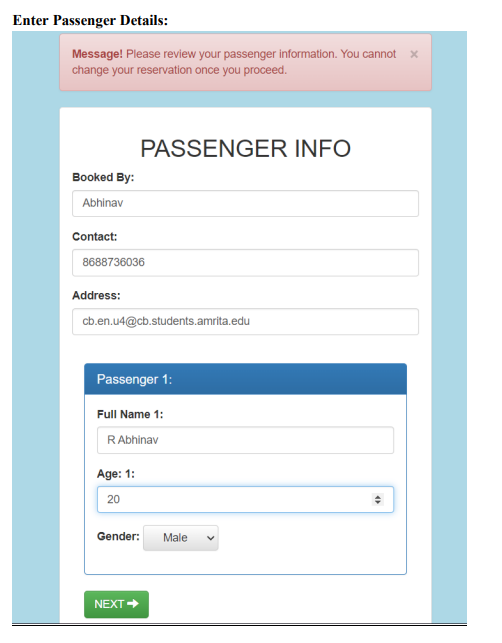 Enter Passenger Details:
Message! Please review your passenger information. You cannot ×
change your reservation once you proceed.
PASSENGER INFO
Booked By:
Abhinav
Contact:
8688736036
Address:
cb.en.u4@cb.students.amrita.edu
Passenger 1:
Full Name 1:
R Abhinav
Age: 1:
20
Gender: Male
NEXT